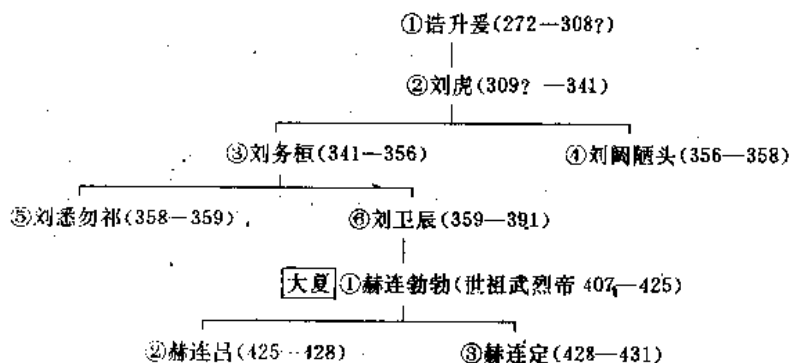 ①诰升爰(272—308?)
②刘虎(309? —341)
③刘务桓(341—356) ④刘阏陋头(356—358)
⑤刘悉勿祁(358—359) ⑥刘卫辰(359—391)
大夏 ①赫连勃勃(世祖武烈帝 407—425)
②赫连吕(425—428) ③赫连定(428—431)